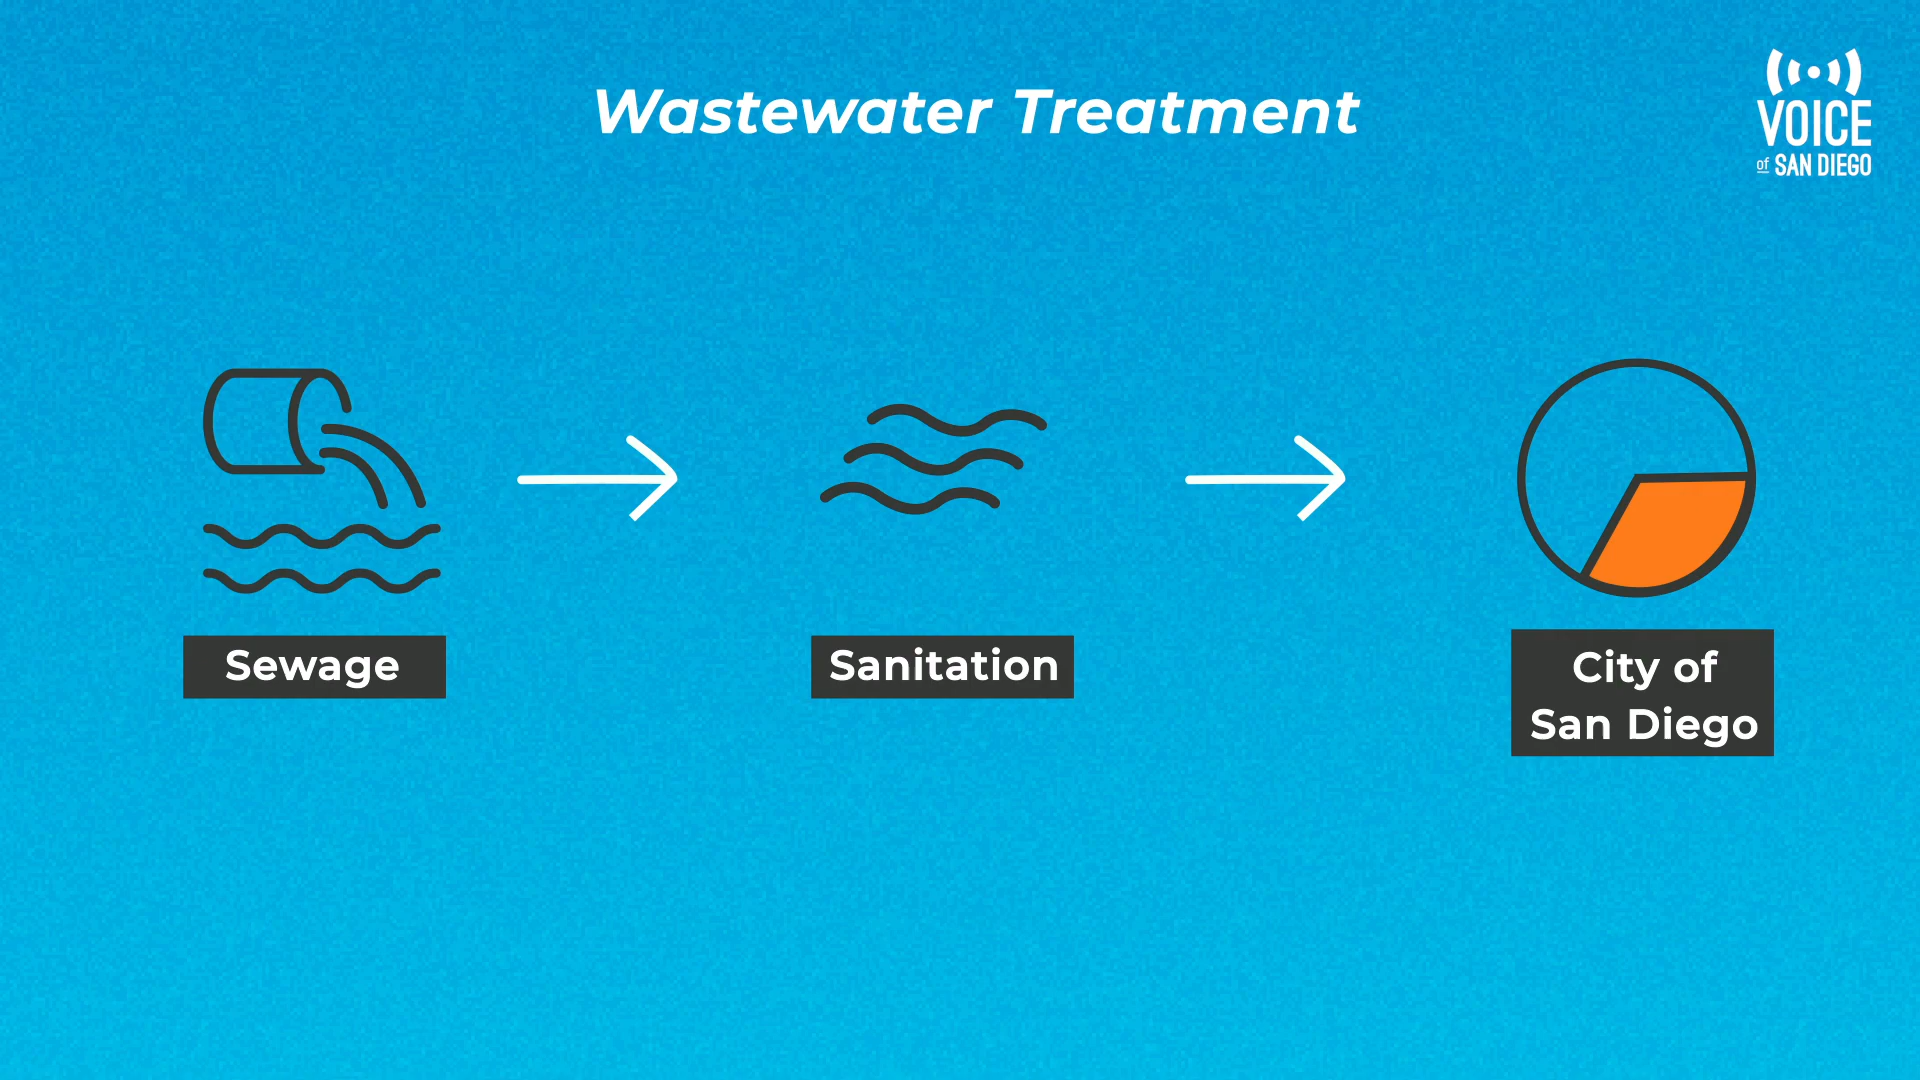 Wastewater Treatment
VOICE
of SAN DIEGO
Sewage
Sanitation
City of
San Diego